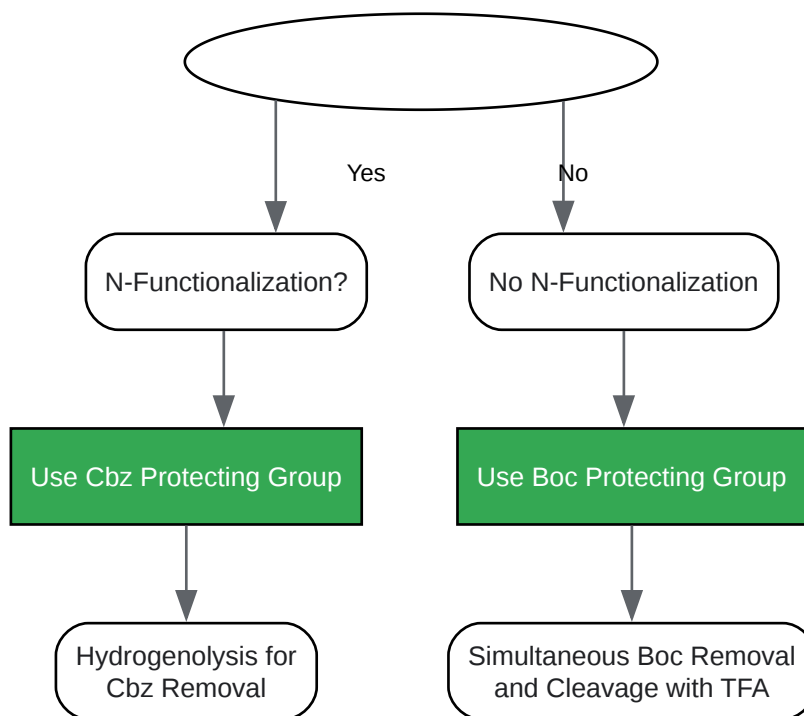 Yes
No
N-Functionalization?
No N-Functionalization
Use Cbz Protecting Group
Use Boc Protecting Group
Hydrogenolysis for
Cbz Removal
Simultaneous Boc Removal
and Cleavage with TFA